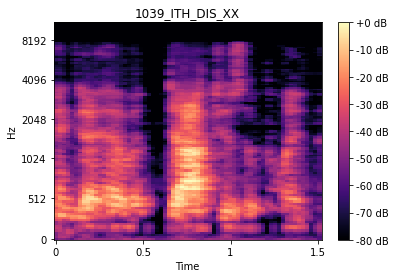 1039_ITH_DIS_XX
+0 dB
8192
-10 dB
4096
-20 dB
-30 dB
2048
Hz
-40 dB
1024
-50 dB
512
-60 dB
-70 dB
0
-80 dB
0
0.5
1
1.5
Time